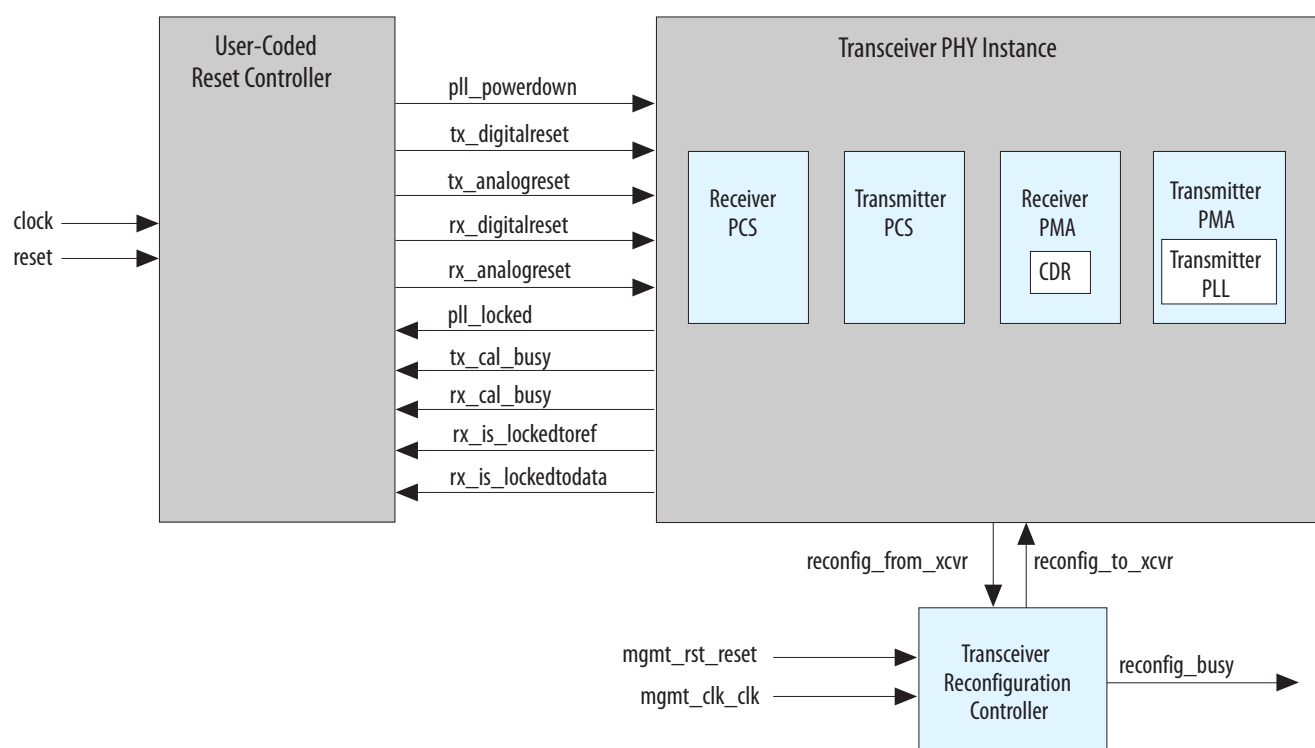 User-Coded
Reset Controller
Transceiver PHY Instance
pll_powerdown
tx_digitalreset
tx_analogreset
rx_digitalreset
rx_analogreset
pll_locked
tx_cal_busy
rx_cal_busy
rx_is_lockedtoref
rx_is_lockedtodata
clock
reset
Receiver
PCS
Transmitter
PCS
Receiver
PMA
CDR
Transmitter
PMA
Transmitter
PLL
reconfig_from_xcvr
reconfig_to_xcvr
mgmt_rst_reset
mgmt_clk_clk
Transceiver
Reconfiguration
Controller
reconfig_busy